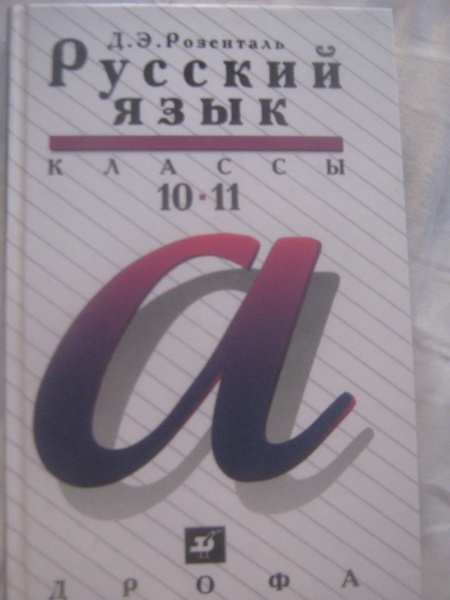 Д.Э.Розенталь
Русский
язык
КЛАССЫ
10·11
а
ДРОФА